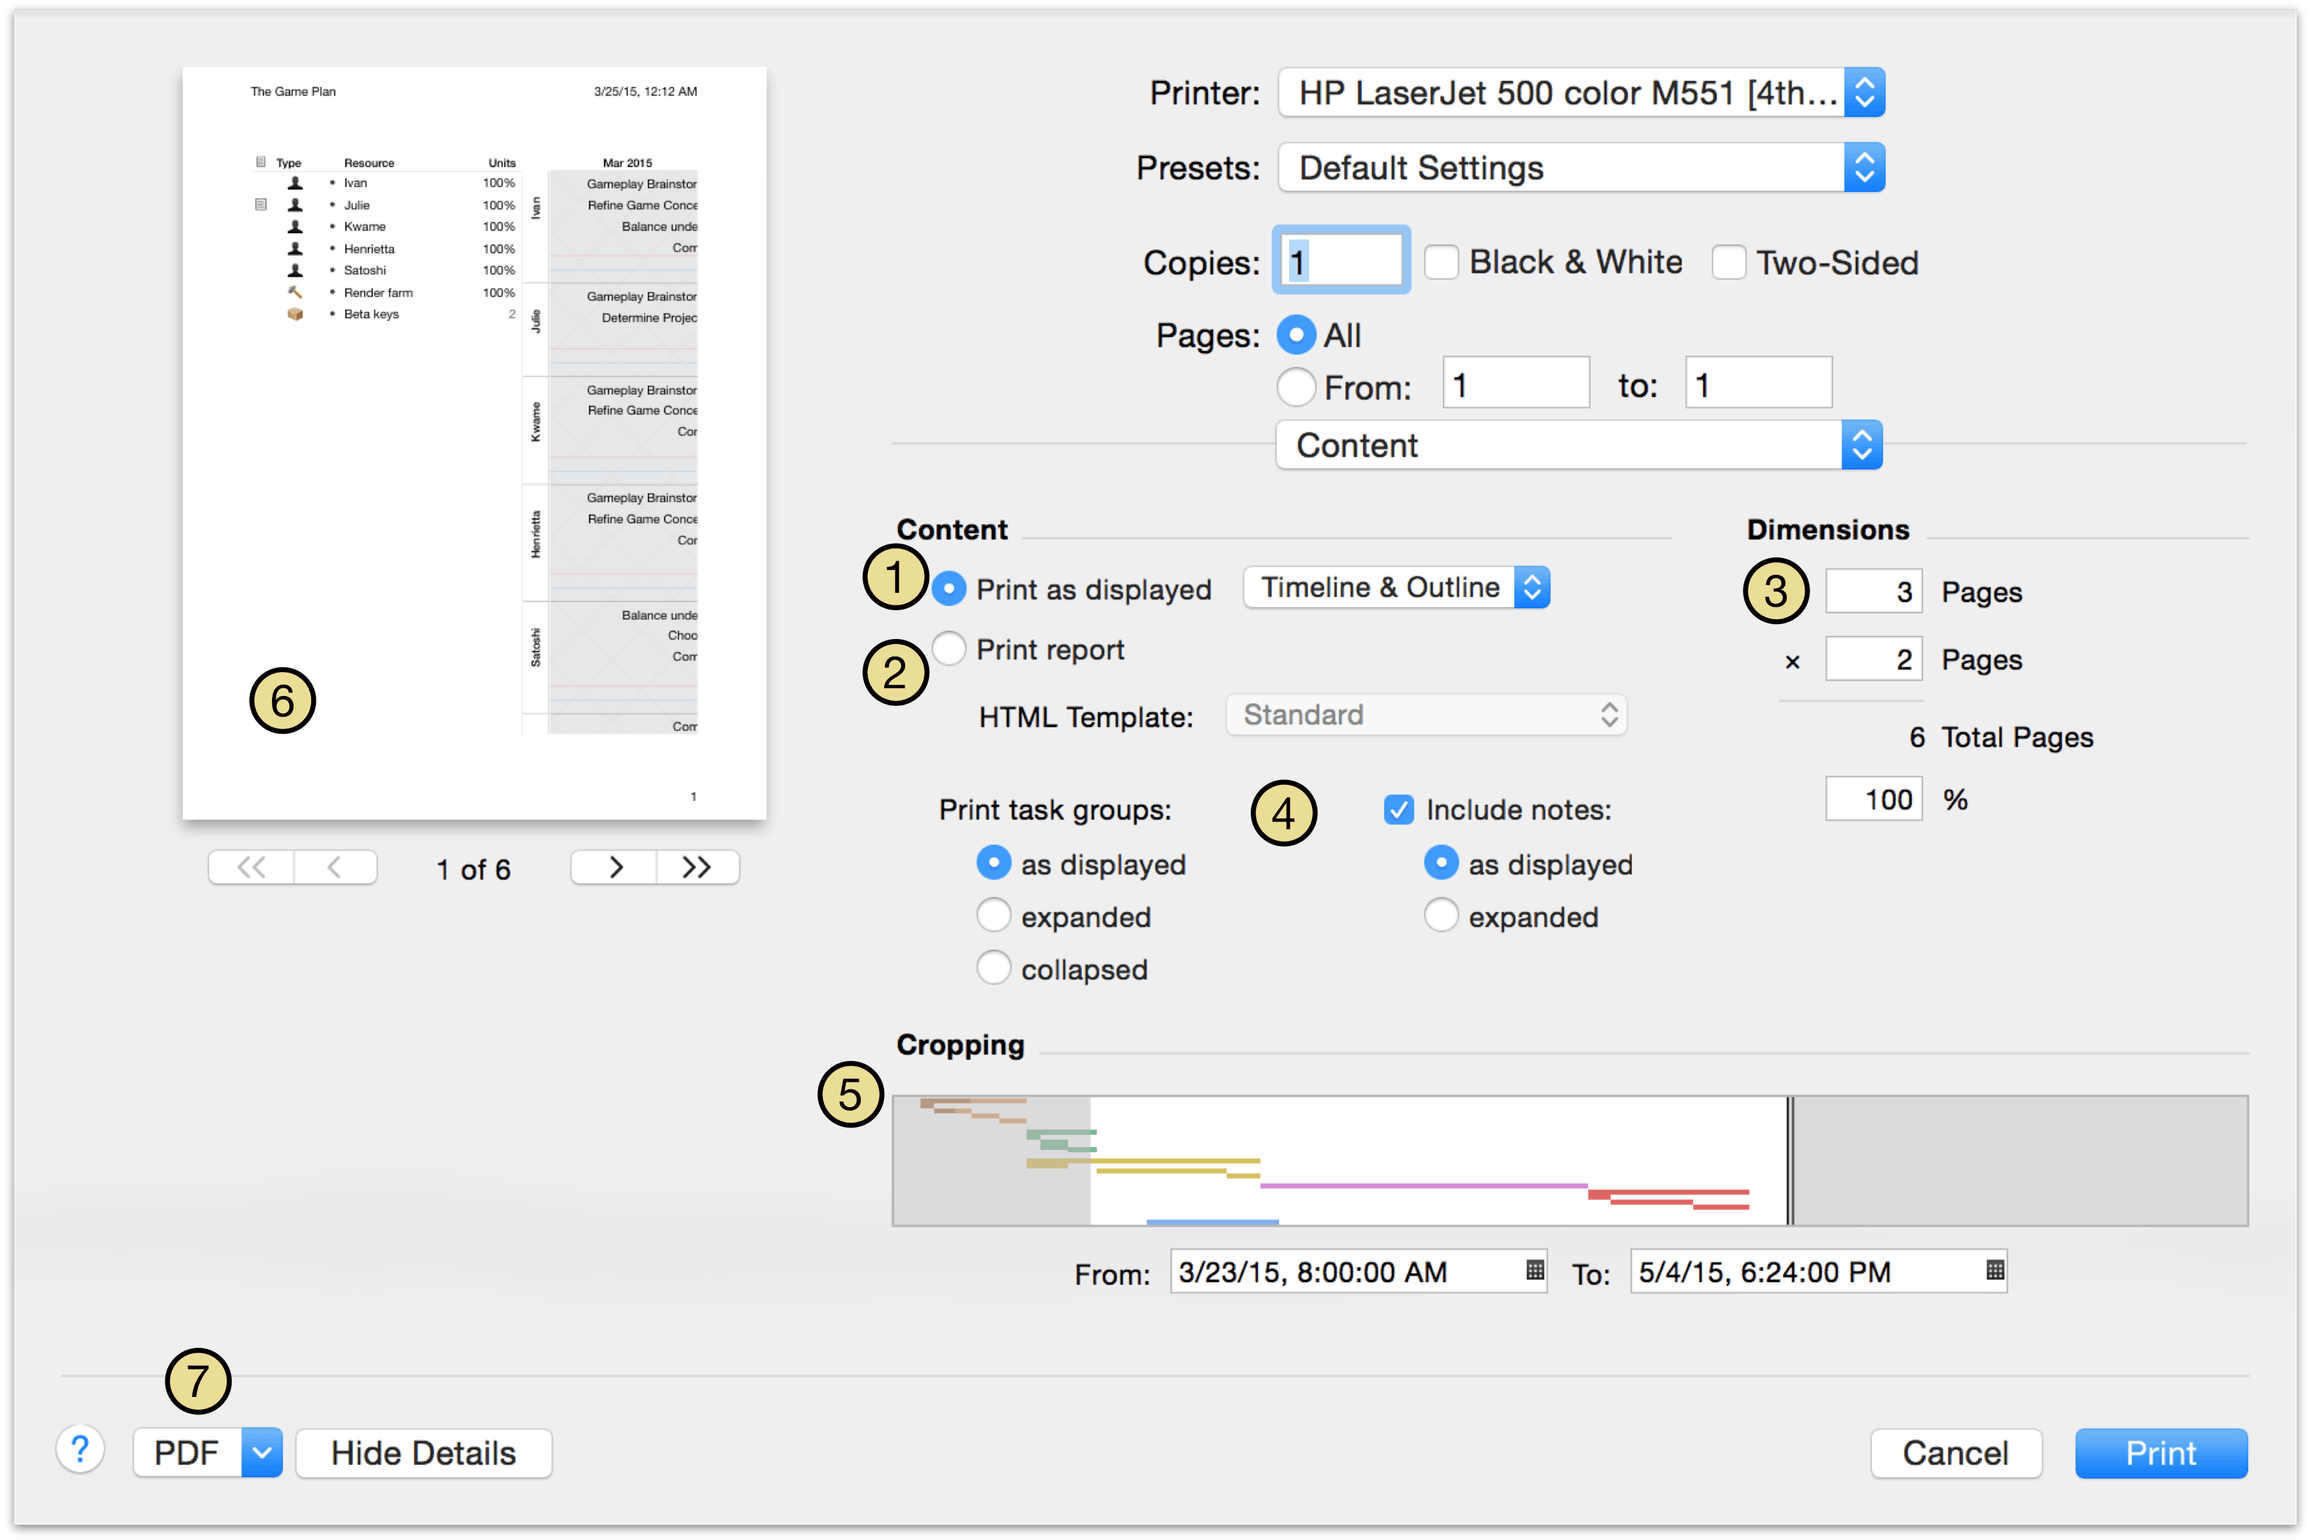 The Game Plan 3/25/15, 12:12 AM
Type Resource Units Mar 2015
Ivan 100%
Julie 100%
Kwame 100%
Henrietta 100%
Satoshi 100%
Render farm 100%
Beta keys 2
Ivan
Gameplay Brainstor
Refine Game Conce
Balance unde
Com
Julie
Gameplay Brainstor
Determine Projec
Kwame
Gameplay Brainstor
Refine Game Conce
Cor
Henrietta
Gameplay Brainstor
Refine Game Conce
Cor
Satoshi
Balance unde
Choo
Com
Com
6
1
<< < 1 of 6 > >>
Printer: HP LaserJet 500 color M551 [4th...
Presets: Default Settings
Copies: 1 Black & White Two-Sided
Pages: All
From: 1 to: 1
Content
Content
1 Print as displayed Timeline & Outline
2 Print report
HTML Template: Standard
Print task groups:
as displayed
expanded
collapsed
4 Include notes:
as displayed
expanded
Dimensions
3 3 Pages
× 2 Pages
6 Total Pages
100 %
Cropping
5
From: 3/23/15, 8:00:00 AM To: 5/4/15, 6:24:00 PM
7
? PDF Hide Details Cancel Print